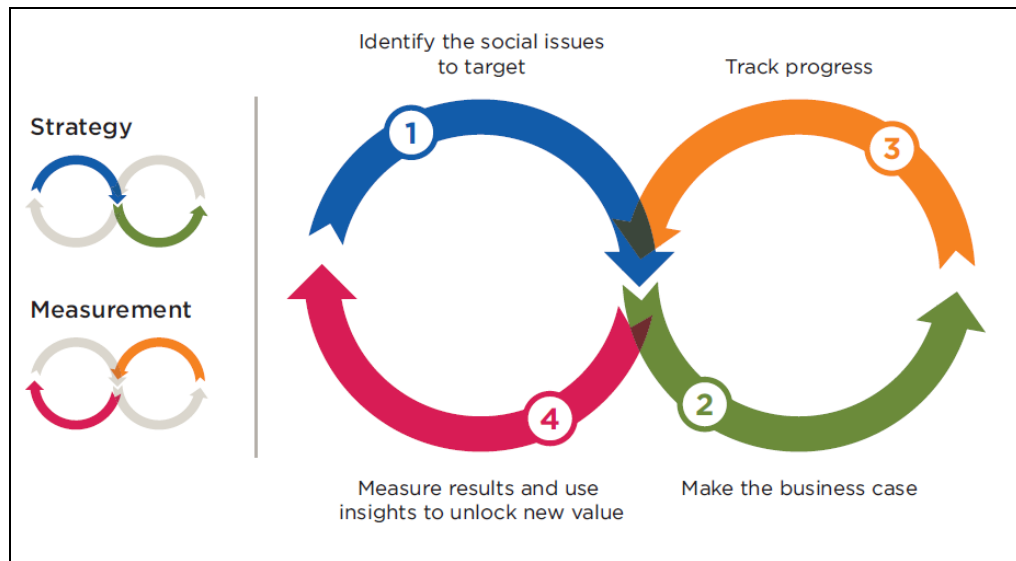 Strategy
Measurement
Identify the social issues
to target
1
Track progress
3
4
2
Measure results and use
insights to unlock new value
Make the business case